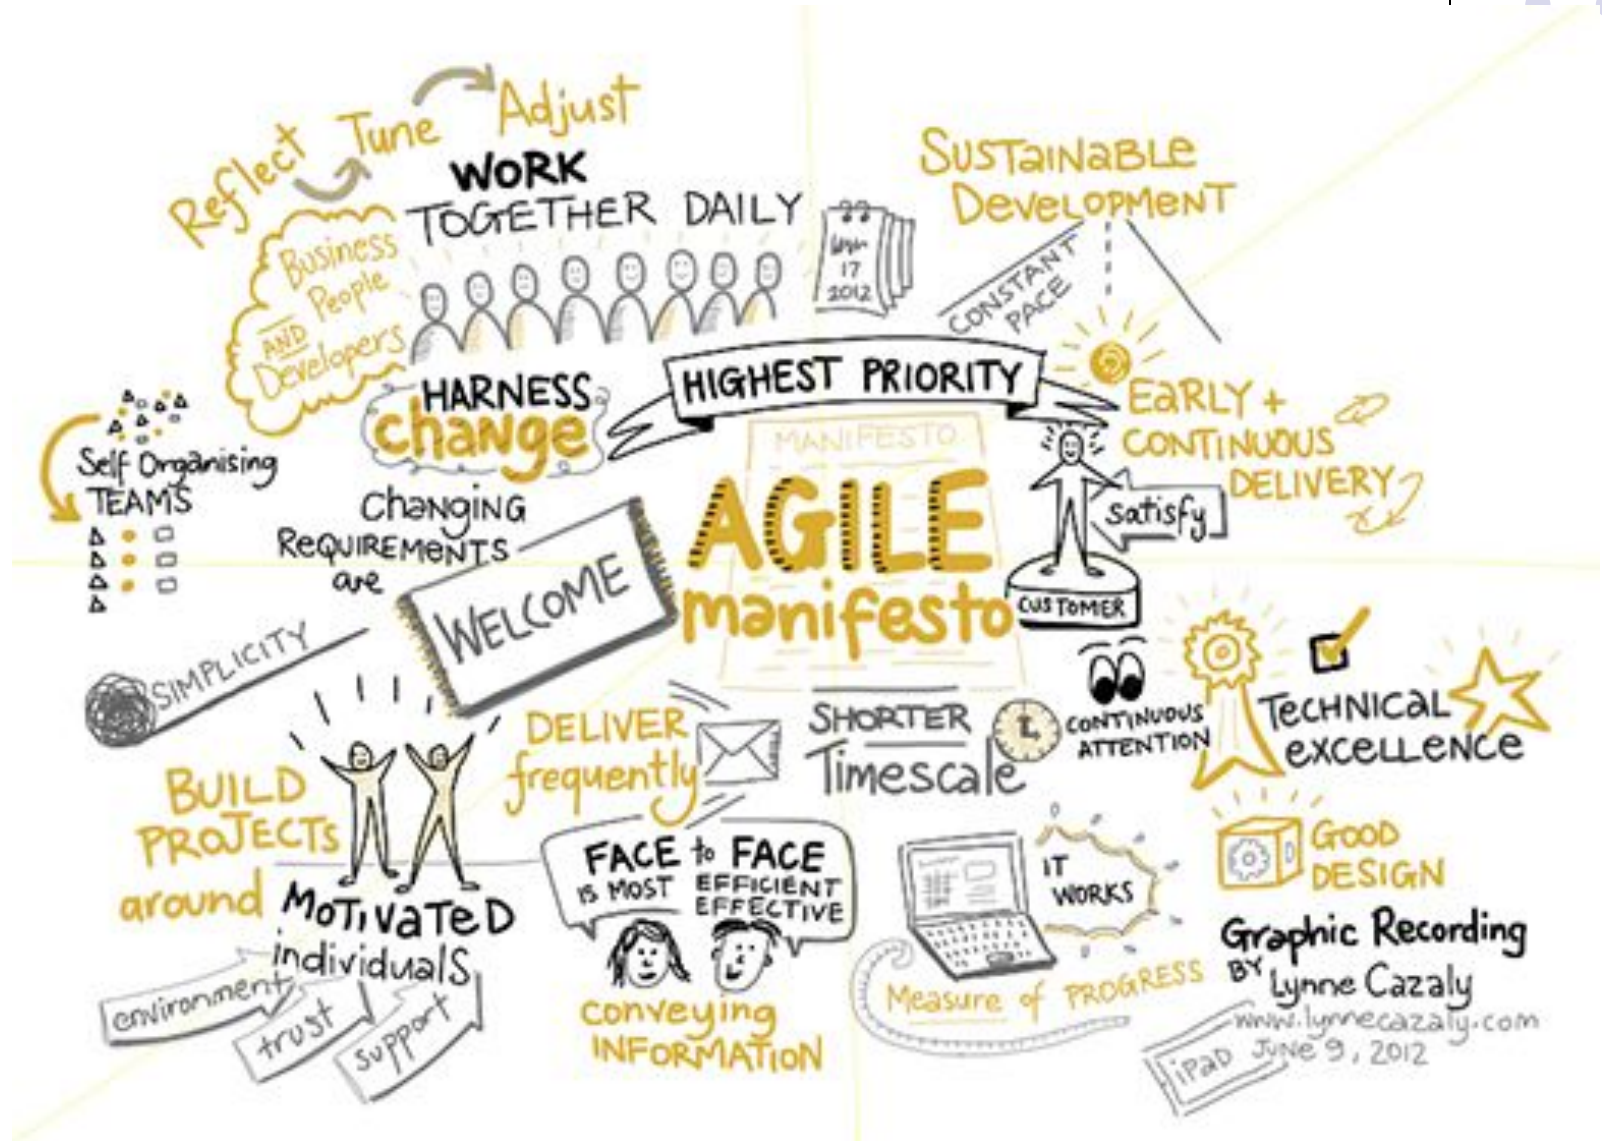 Reflect
Tune
Adjust
WORK
TOGETHER DAILY
Business
People
AND
Developers
17
2012
SUSTaiNaBLE
DeveLOPMENT
CONSTANT
PACE
HIGHEST PRIORITY
HARNESS
change
EaRLY +
CONTINUOUS
DELIVERY
MANIFESTO
AGILE
manifesto
Satisfy
CUSTOMER
Self Organising
TEAMS
Changing
ReQUIREMeNTS
are
WELCOME
SIMPLICITY
DELIVER
frequently
SHORTER
Timescale
CONTINUOUS
ATTENTION
TeCHNICaL
exceLLENCE
BUILD
PROJECTS
around
MoTivaTeD
individuals
environment
trust
support
FACE to FACE
IS MOST EFFICIENT
EFFECTIVE
conveying
INFORMATION
IT
WORKS
Measure of PROGRESS
GOOD
DESIGN
Graphic Recording
BY Lynne Cazaly
www.lynnecazaly.com
iPaD JuNe 9, 2012